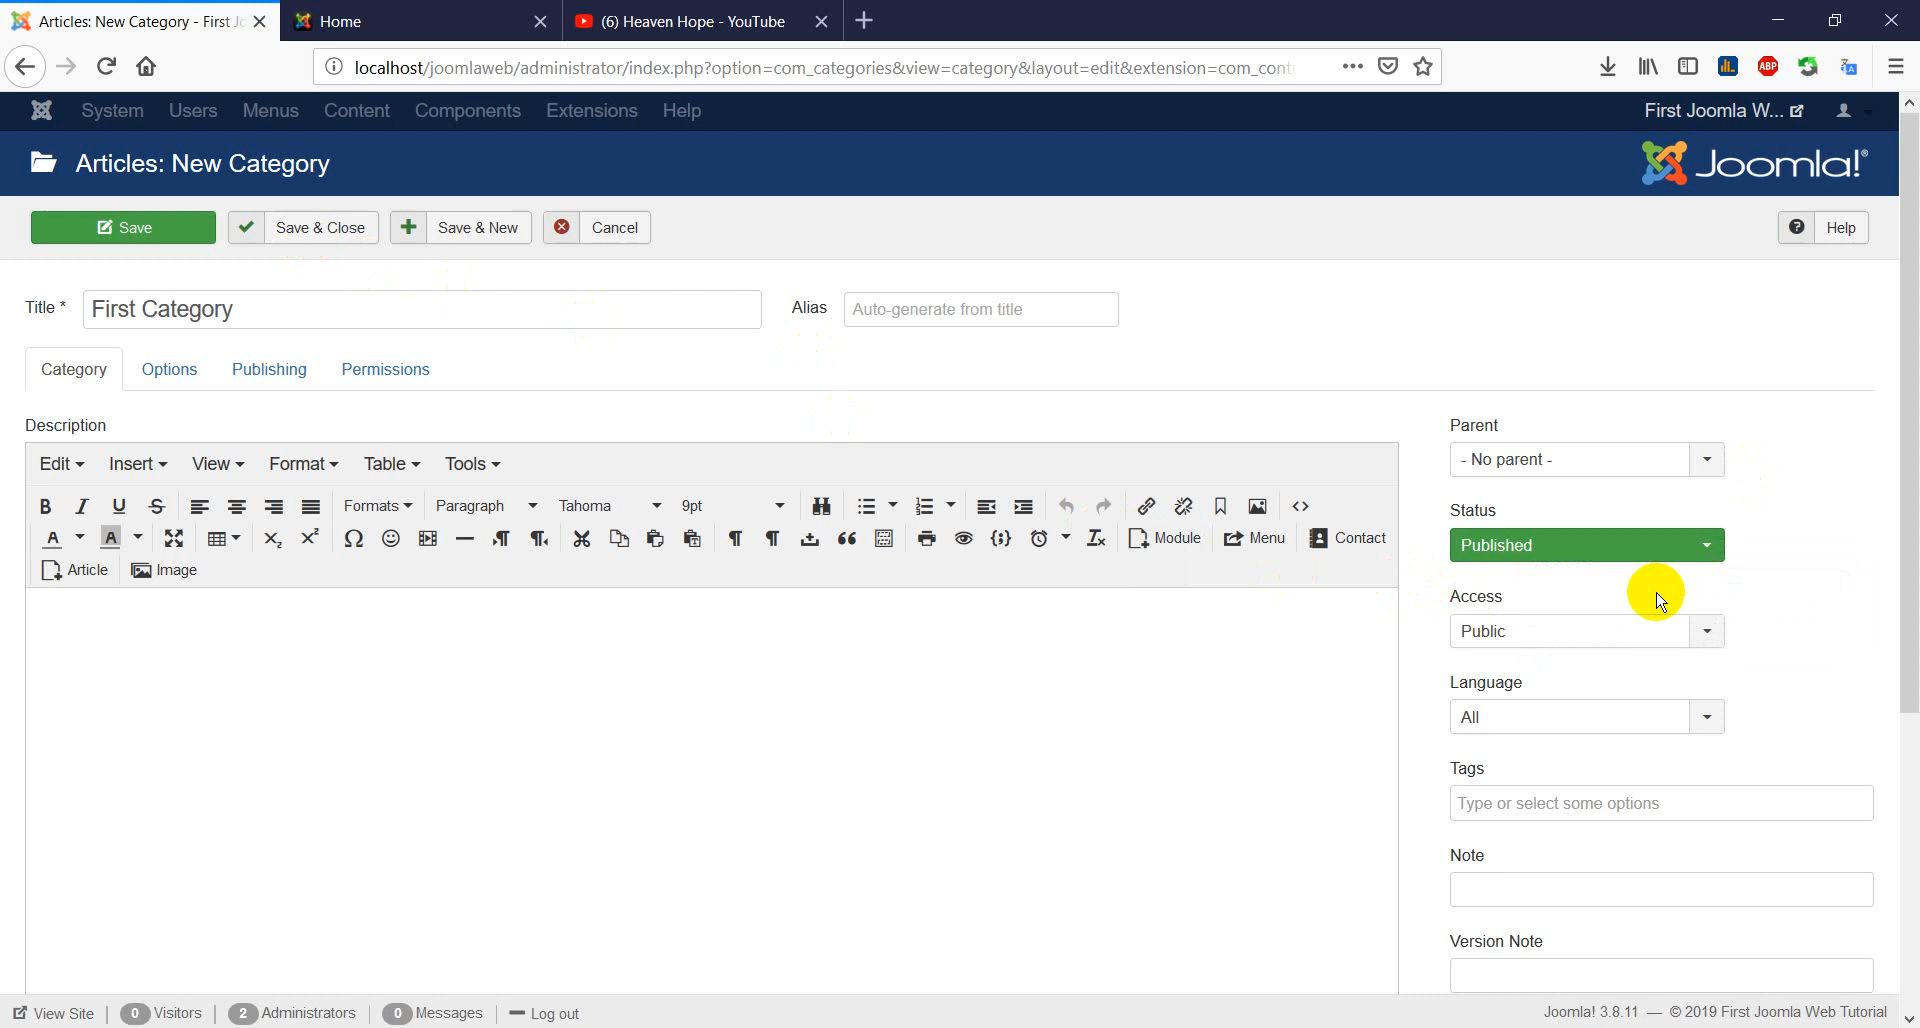 Articles: New Category - First Jo
Home
(6) Heaven Hope - YouTube
localhost/joomlaweb/administrator/index.php?option=com_categories&view=category&layout=edit&extension=com_cont
ABP
System Users Menus Content Components Extensions Help
First Joomla W...
Articles: New Category
Joomla!®
Save
Save & Close
Save & New
Cancel
Help
Title *
First Category
Alias
Auto-generate from title
Category Options Publishing Permissions
Description
Edit Insert View Format Table Tools
B I U S Formats Paragraph Tahoma 9pt
A A Module Menu Contact
Article Image
Parent
- No parent -
Status
Published
Access
Public
Language
All
Tags
Type or select some options
Note
Version Note
View Site 0 Visitors 2 Administrators 0 Messages Log out
Joomla! 3.8.11 — © 2019 First Joomla Web Tutorial